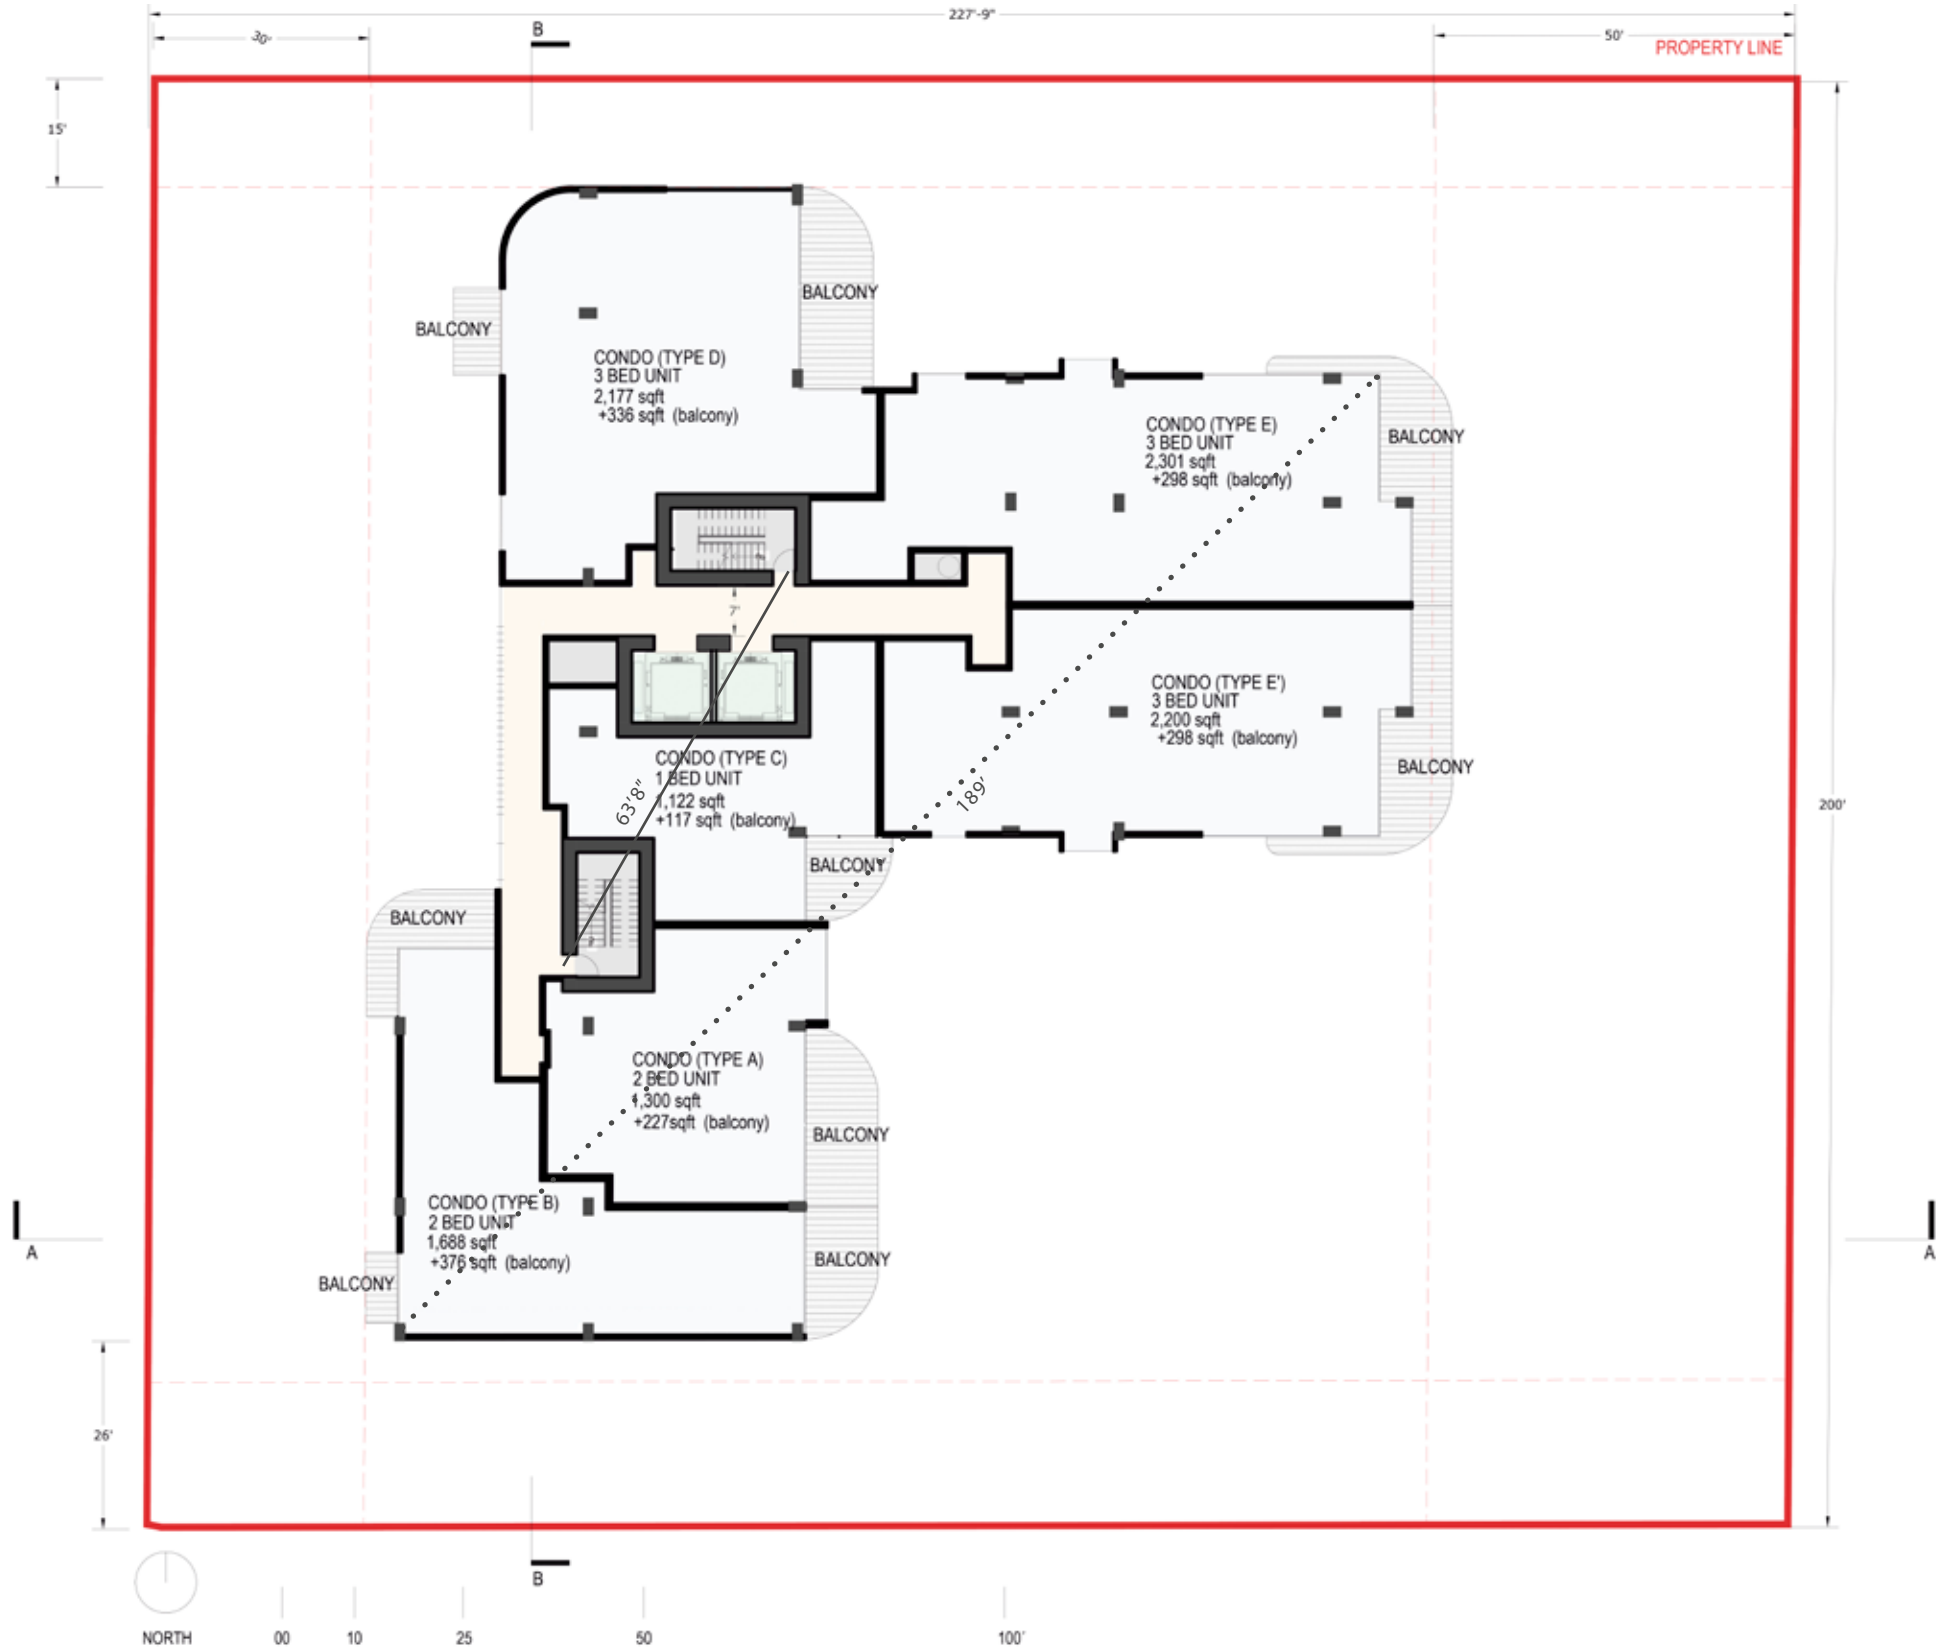 227'-9"
B
30'
50'
PROPERTY LINE
15'
BALCONY
BALCONY
CONDO (TYPE D)
3 BED UNIT
2,177 sqft
+336 sqft (balcony)
CONDO (TYPE E)
3 BED UNIT
2,301 sqft
+298 sqft (balcony)
BALCONY
7'
CONDO (TYPE E')
3 BED UNIT
2,200 sqft
+298 sqft (balcony)
BALCONY
CONDO (TYPE C)
1 BED UNIT
1,122 sqft
+117 sqft (balcony)
63'8"
189'
200'
BALCONY
BALCONY
CONDO (TYPE A)
2 BED UNIT
1,300 sqft
+227sqft (balcony)
BALCONY
CONDO (TYPE B)
2 BED UNIT
1,688 sqft
+376 sqft (balcony)
BALCONY
BALCONY
A
A
26'
B
NORTH
00
10
25
50
100'